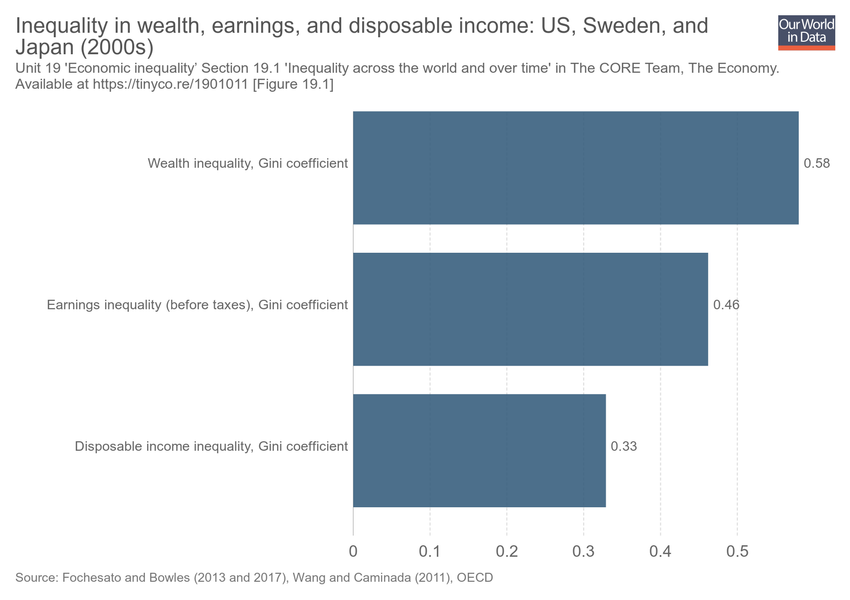 Inequality in wealth, earnings, and disposable income: US, Sweden, and
Japan (2000s)
Our World
in Data
Unit 19 'Economic inequality’ Section 19.1 'Inequality across the world and over time' in The CORE Team, The Economy.
Available at https://tinyco.re/1901011 [Figure 19.1]
Wealth inequality, Gini coefficient
0.58
Earnings inequality (before taxes), Gini coefficient
0.46
Disposable income inequality, Gini coefficient
0.33
0 0.1 0.2 0.3 0.4 0.5
Source: Fochesato and Bowles (2013 and 2017), Wang and Caminada (2011), OECD